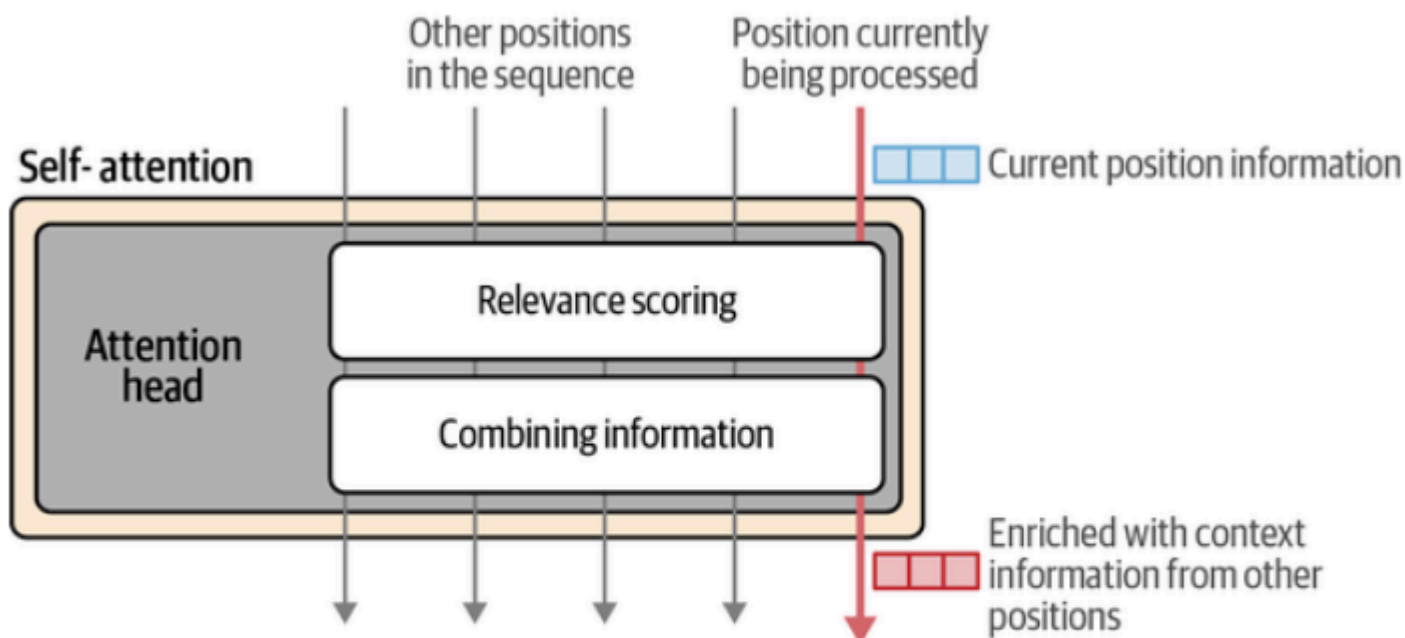 Other positions
in the sequence
Position currently
being processed
Self- attention
Current position information
Relevance scoring
Attention
head
Combining information
Enriched with context
information from other
positions